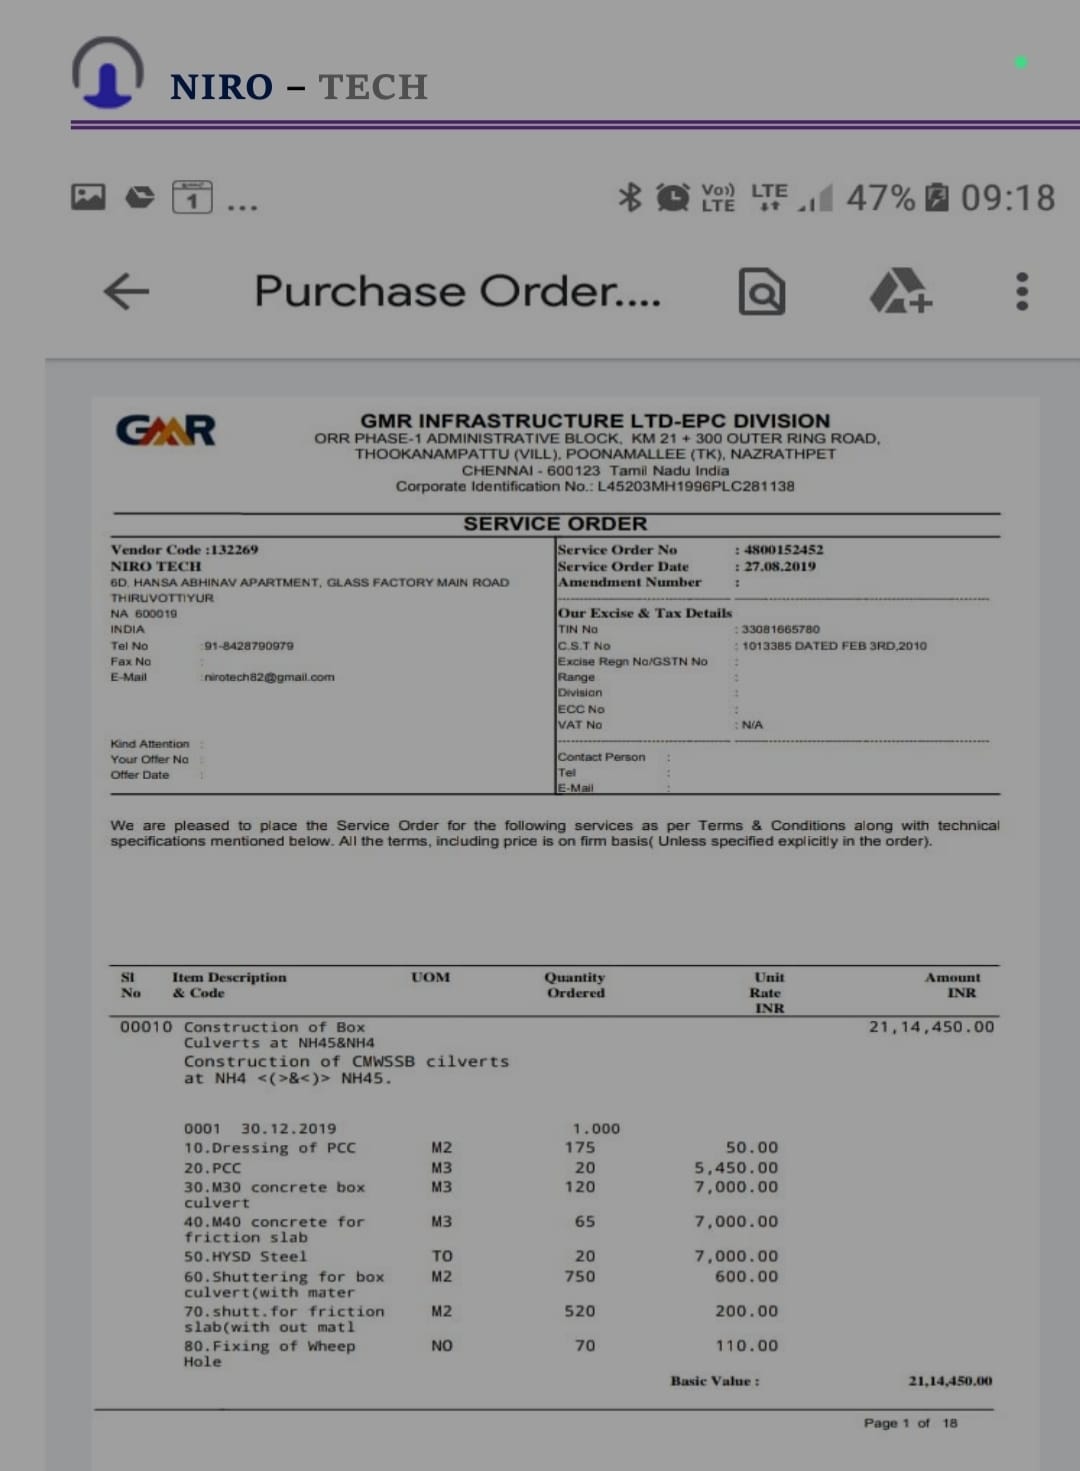 NIRO – TECH
1 ... Vo)) LTE LTE 47% 09:18
Purchase Order....
GMR
GMR INFRASTRUCTURE LTD-EPC DIVISION
ORR PHASE-1 ADMINISTRATIVE BLOCK, KM 21 + 300 OUTER RING ROAD,
THOOKANAMPATTU (VILL), POONAMALLEE (TK), NAZRATHPET
CHENNAI - 600123 Tamil Nadu India
Corporate Identification No.: L45203MH1996PLC281138
SERVICE ORDER
Vendor Code :132269
NIRO TECH
6D, HANSA ABHINAV APARTMENT, GLASS FACTORY MAIN ROAD
THIRUVOTTIYUR
NA 600019
INDIA
Tel No :91-8428790979
Fax No :
E-Mail :nirotech82@gmail.com
Kind Attention :
Your Offer No :
Offer Date :
Service Order No : 4800152452
Service Order Date : 27.08.2019
Amendment Number :
Our Excise & Tax Details
TIN No : 33081665780
C.S.T No : 1013385 DATED FEB 3RD,2010
Excise Regn No/GSTN No :
Range :
Division :
ECC No :
VAT No : N/A
Contact Person :
Tel :
E-Mail :
We are pleased to place the Service Order for the following services as per Terms & Conditions along with technical
specifications mentioned below. All the terms, including price is on firm basis( Unless specified explicitly in the order).
Sl Item Description UOM Quantity Unit Amount
No & Code Ordered Rate INR
INR
00010 Construction of Box 21,14,450.00
Culverts at NH45&NH4
Construction of CMWSSB cilverts
at NH4 <(>&<)> NH45.
0001 30.12.2019 1.000
10.Dressing of PCC M2 175 50.00
20.PCC M3 20 5,450.00
30.M30 concrete box M3 120 7,000.00
culvert
40.M40 concrete for M3 65 7,000.00
friction slab
50.HYSD Steel TO 20 7,000.00
60.Shuttering for box M2 750 600.00
culvert(with mater
70.shutt.for friction M2 520 200.00
slab(with out matl
80.Fixing of Wheep NO 70 110.00
Hole
Basic Value : 21,14,450.00
Page 1 of 18